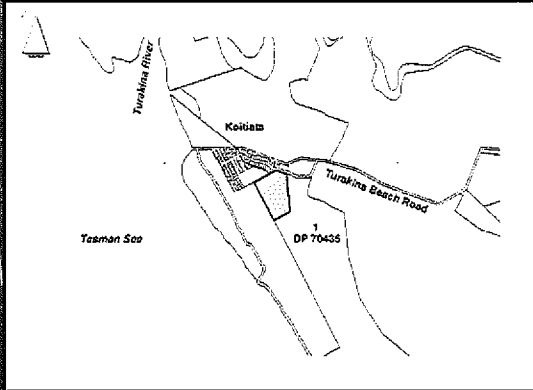 Turakina River
Koitiata
Turakina Beach Road
Tasman Sea
1
DP 70435